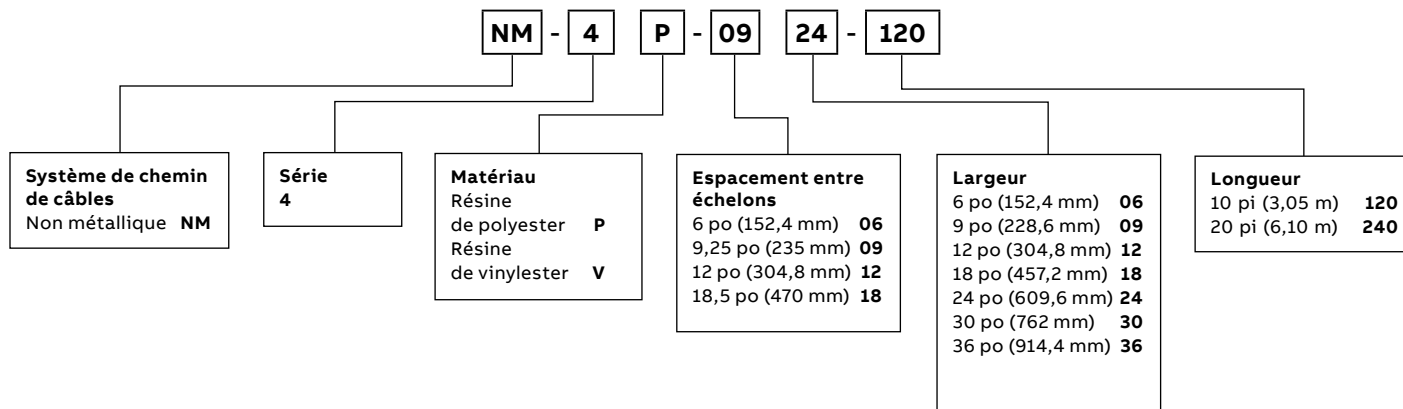 NM - 4 P - 09 24 - 120
Système de chemin
de câbles
Non métallique NM
Série
4
Matériau
Résine
de polyester P
Résine
de vinylester V
Espacement entre
échelons
6 po (152,4 mm) 06
9,25 po (235 mm) 09
12 po (304,8 mm) 12
18,5 po (470 mm) 18
Largeur
6 po (152,4 mm) 06
9 po (228,6 mm) 09
12 po (304,8 mm) 12
18 po (457,2 mm) 18
24 po (609,6 mm) 24
30 po (762 mm) 30
36 po (914,4 mm) 36
Longueur
10 pi (3,05 m) 120
20 pi (6,10 m) 240